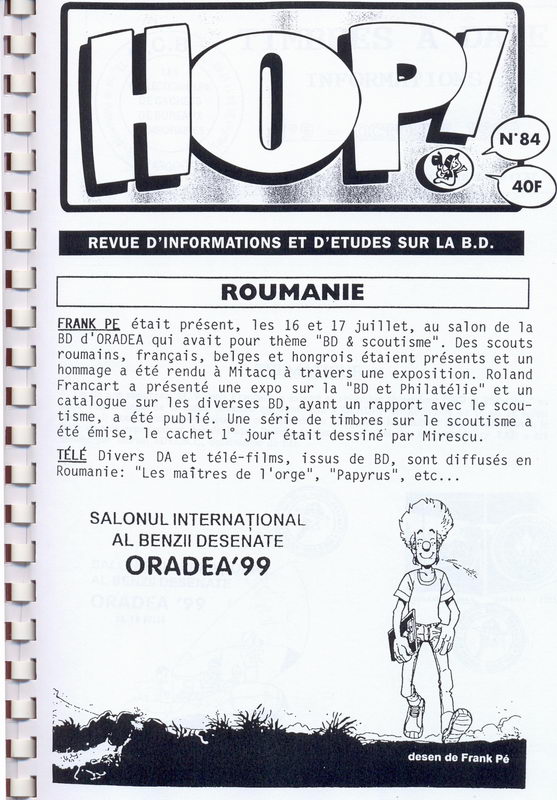 HOP!
N°84
40F
REVUE D'INFORMATIONS ET D'ETUDES SUR LA B.D.
ROUMANIE
FRANK PE était présent, les 16 et 17 juillet, au salon de la
BD d'ORADEA qui avait pour thème "BD & scoutisme". Des scouts
roumains, français, belges et hongrois étaient présents et un
hommage a été rendu à Mitacq à travers une exposition. Roland
Francart a présenté une expo sur la "BD et Philatélie" et un
catalogue sur les diverses BD, ayant un rapport avec le scou-
tisme, a été publié. Une série de timbres sur le scoutisme a
été émise, le cachet 1° jour était dessiné par Mirescu.
TÉLÉ Divers DA et télé-films, issus de BD, sont diffusés en
Roumanie: "Les maîtres de l'orge", "Papyrus", etc...
SALONUL INTERNAȚIONAL
AL BENZII DESENATE
ORADEA'99
desen de Frank Pé